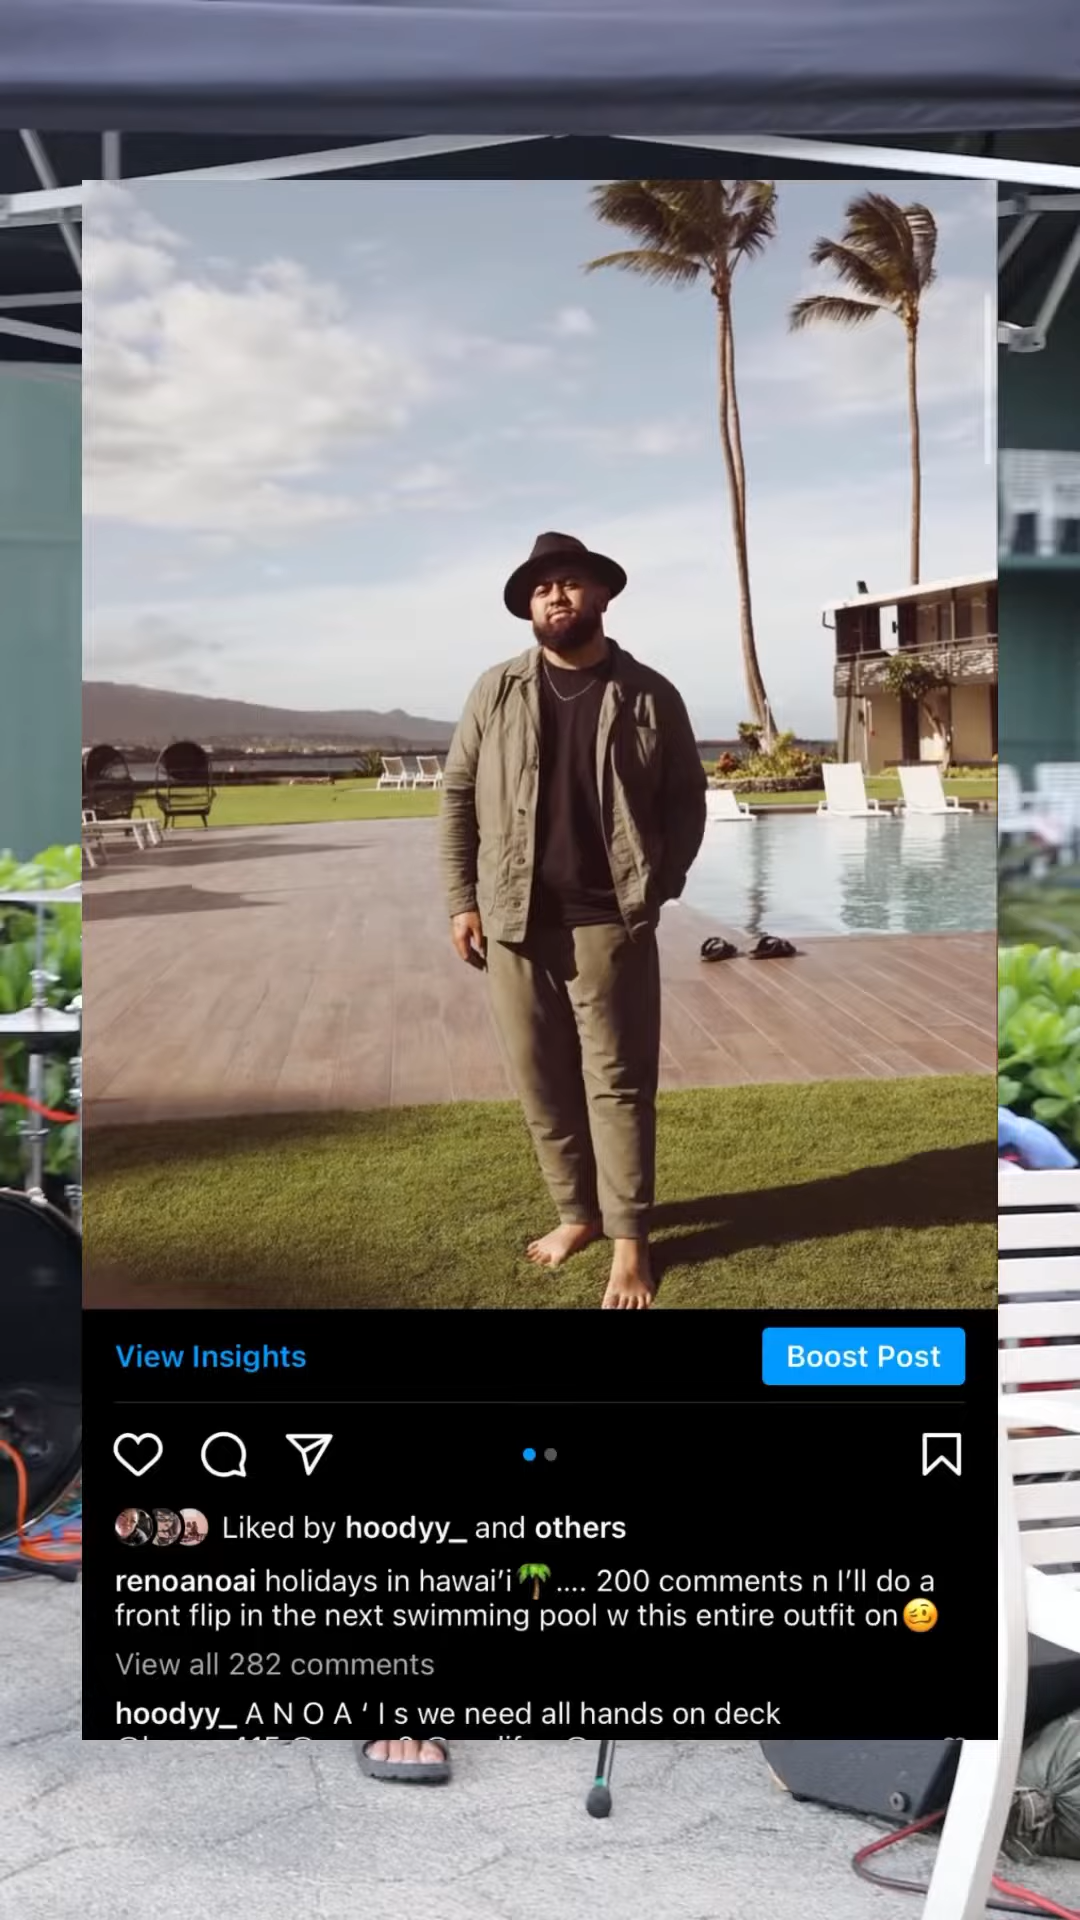 View Insights
Boost Post
Liked by hoodyy_ and others
renoanoai holidays in hawai’i🌴.... 200 comments n I’ll do a
front flip in the next swimming pool w this entire outfit on🥴
View all 282 comments
hoodyy_ A N O A ‘ I s we need all hands on deck